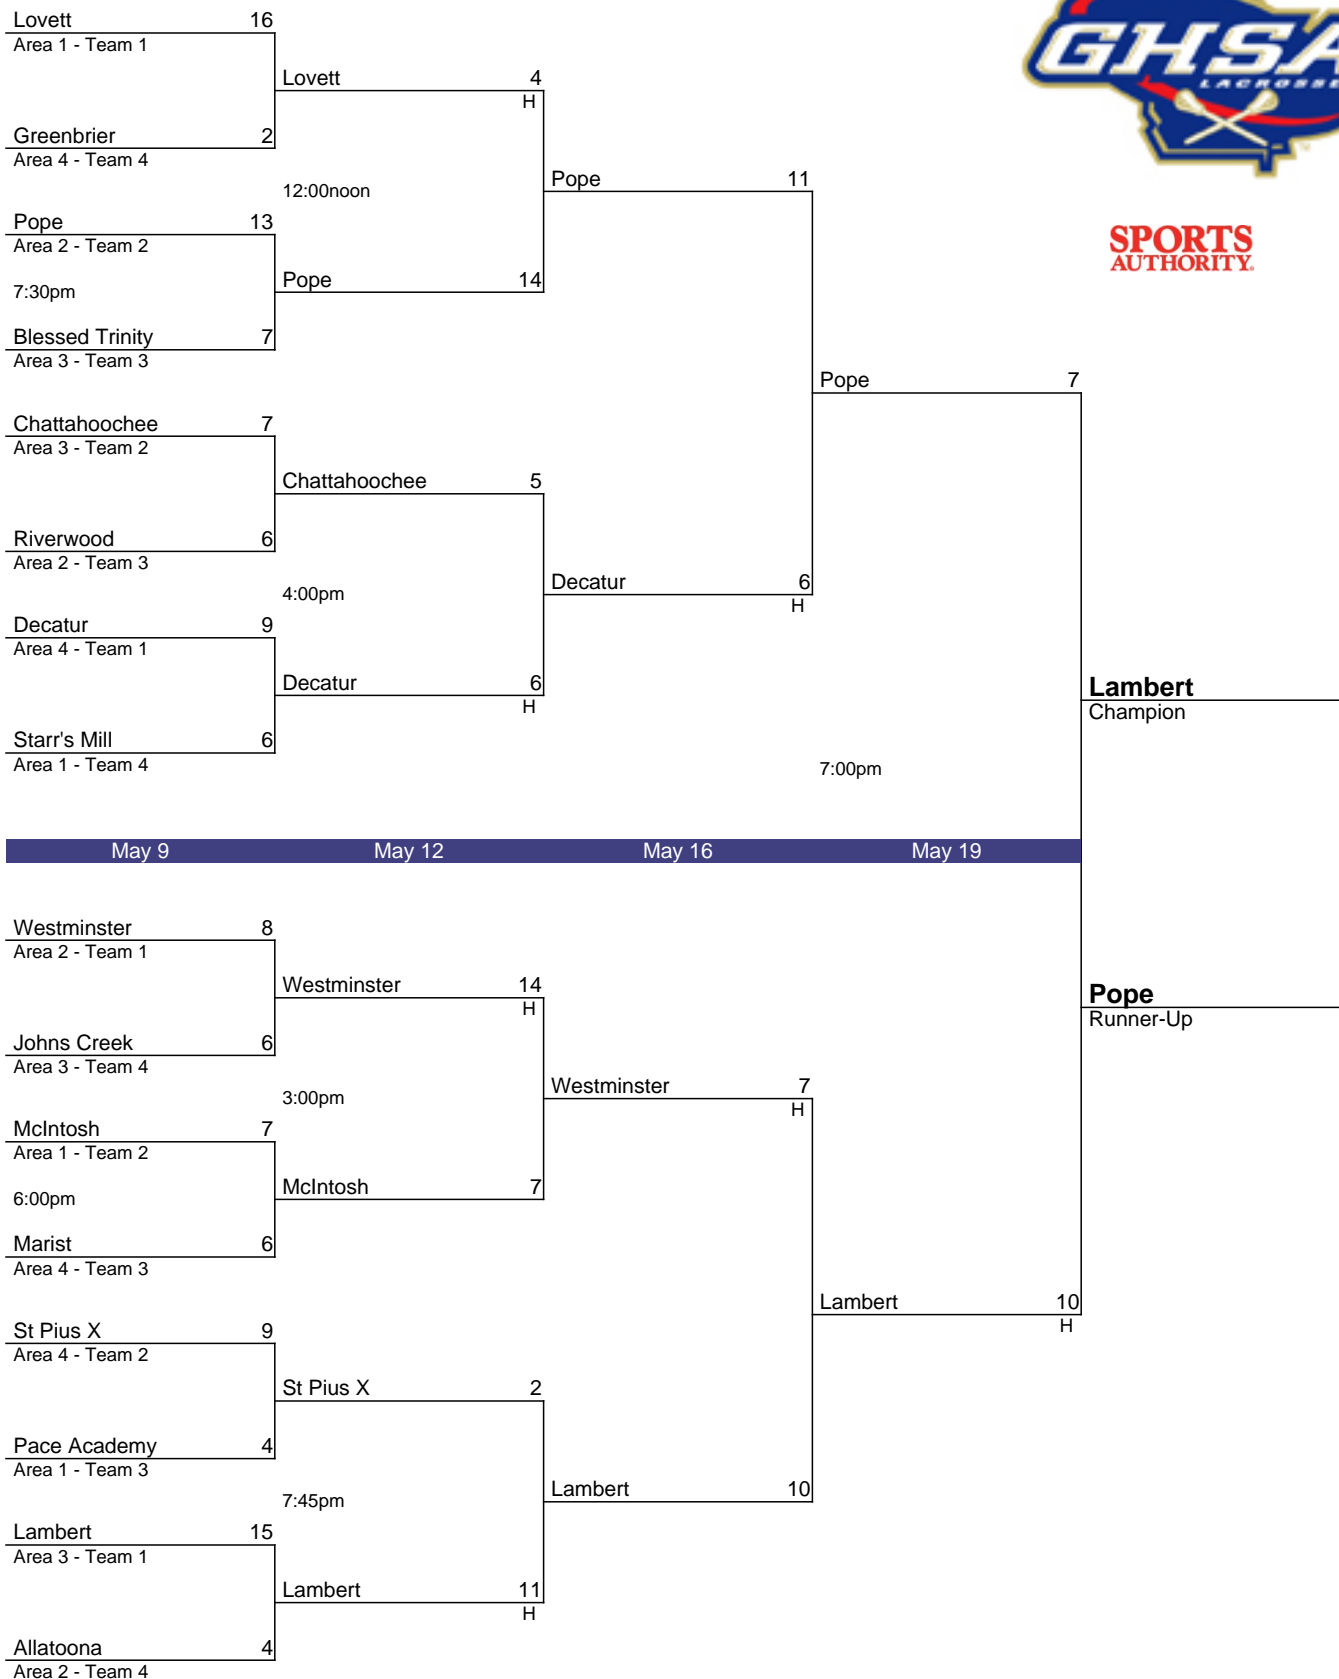 Lovett 16
Area 1 - Team 1
Lovett 4
H
Greenbrier 2
Area 4 - Team 4
12:00noon
Pope 11
Pope 13
Area 2 - Team 2
7:30pm
Pope 14
Blessed Trinity 7
Area 3 - Team 3
Pope 7
Chattahoochee 7
Area 3 - Team 2
Chattahoochee 5
Riverwood 6
Area 2 - Team 3
4:00pm
Decatur 6
H
Decatur 9
Area 4 - Team 1
Decatur 6
H
Starr's Mill 6
Area 1 - Team 4
7:00pm
Lambert
Champion
May 9 May 12 May 16 May 19
Westminster 8
Area 2 - Team 1
Westminster 14
H
Johns Creek 6
Area 3 - Team 4
3:00pm
Westminster 7
H
McIntosh 7
Area 1 - Team 2
6:00pm
McIntosh 7
Marist 6
Area 4 - Team 3
Pope
Runner-Up
Lambert 10
H
St Pius X 9
Area 4 - Team 2
St Pius X 2
Pace Academy 4
Area 1 - Team 3
7:45pm
Lambert 10
Lambert 15
Area 3 - Team 1
Lambert 11
H
Allatoona 4
Area 2 - Team 4
GHSA
LACROSSE
SPORTS
AUTHORITY.